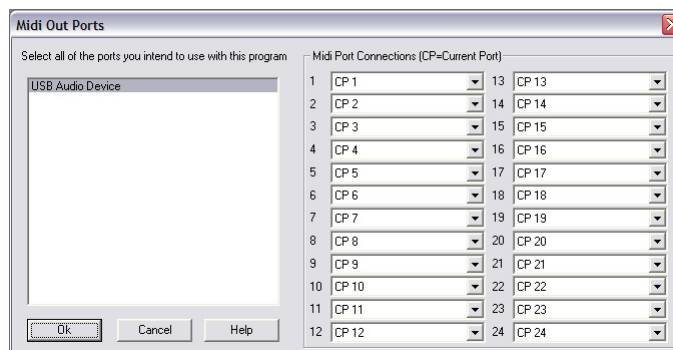 Midi Out Ports
Select all of the ports you intend to use with this program
USB Audio Device
Ok Cancel Help
Midi Port Connections (CP=Current Port)
1 CP 1 13 CP 13
2 CP 2 14 CP 14
3 CP 3 15 CP 15
4 CP 4 16 CP 16
5 CP 5 17 CP 17
6 CP 6 18 CP 18
7 CP 7 19 CP 19
8 CP 8 20 CP 20
9 CP 9 21 CP 21
10 CP 10 22 CP 22
11 CP 11 23 CP 23
12 CP 12 24 CP 24